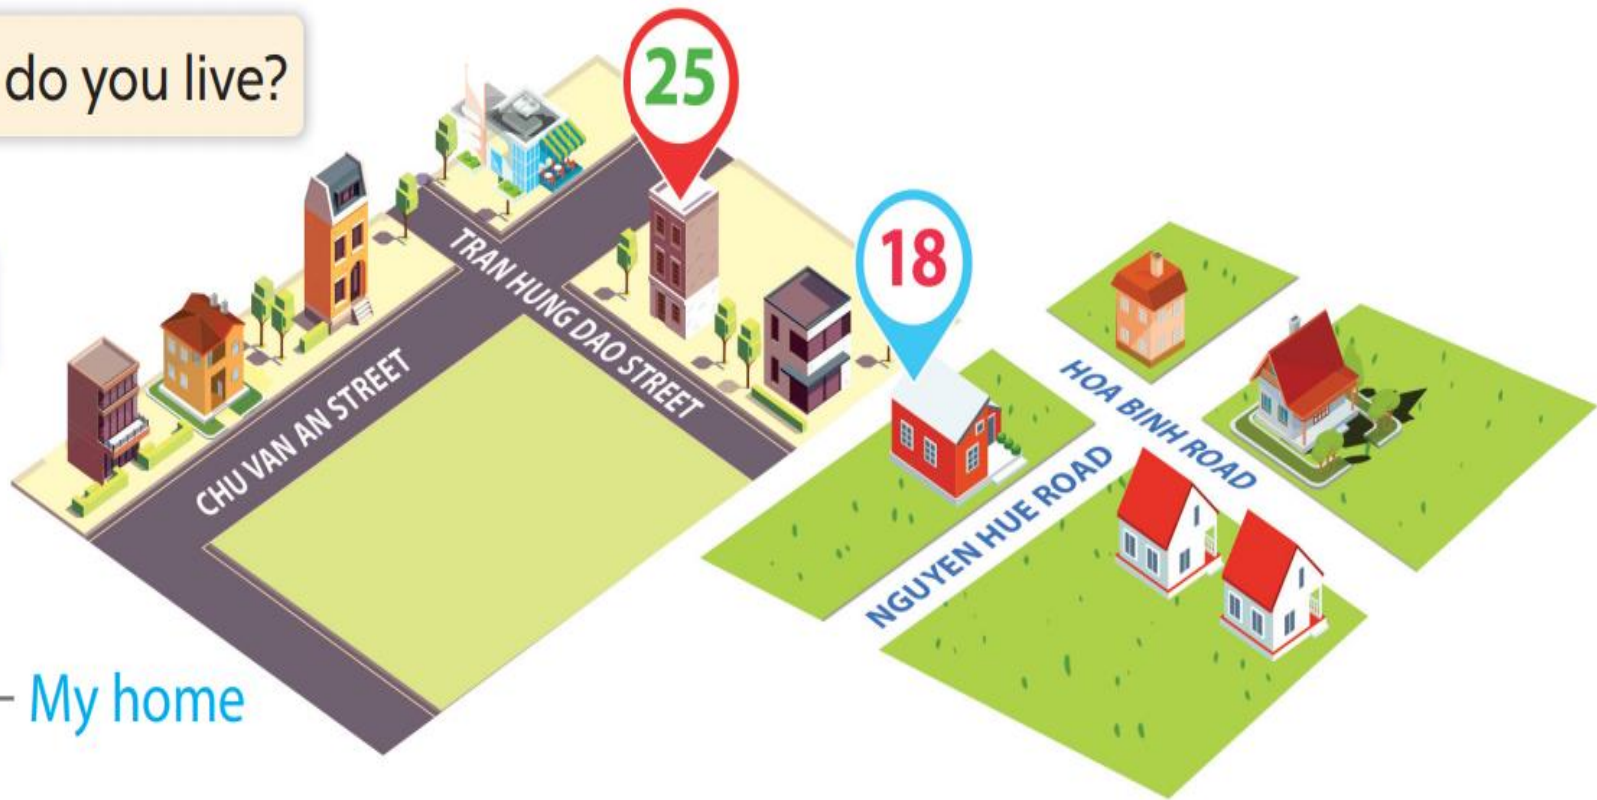 do you live?
25
18
TRAN HUNG DAO STREET
CHU VAN AN STREET
HOA BINH ROAD
NGUYEN HUE ROAD
– My home